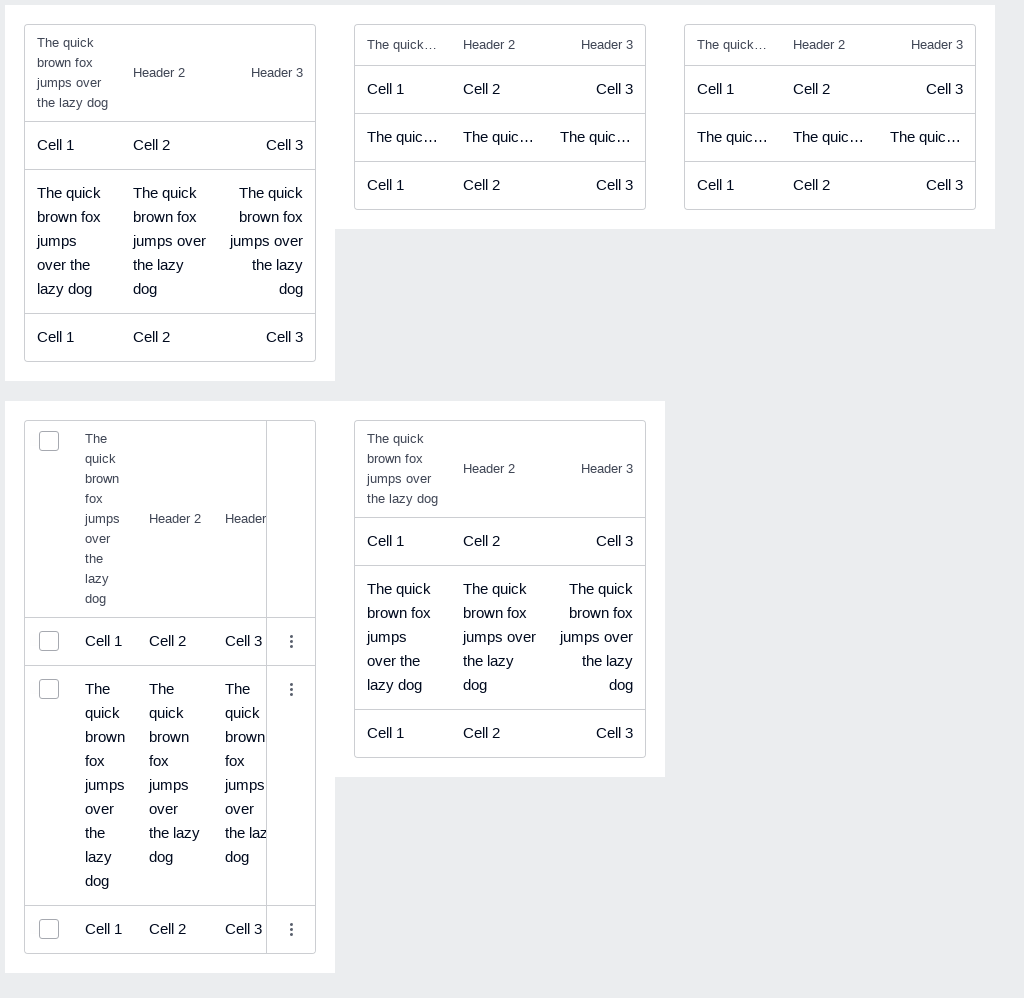 The quick
brown fox
jumps over
the lazy dog
Header 2
Header 3
Cell 1
Cell 2
Cell 3
The quick
brown fox
jumps
over the
lazy dog
The quick
brown fox
jumps over
the lazy
dog
The quick
brown fox
jumps over
the lazy
dog
Cell 1
Cell 2
Cell 3
The quick…
Header 2
Header 3
Cell 1
Cell 2
Cell 3
The quic…
The quic…
The quic…
Cell 1
Cell 2
Cell 3
The quick…
Header 2
Header 3
Cell 1
Cell 2
Cell 3
The quic…
The quic…
The quic…
Cell 1
Cell 2
Cell 3
The
quick
brown
fox
jumps
over
the
lazy
dog
Header 2
Header
Cell 1
Cell 2
Cell 3
The
quick
brown
fox
jumps
over
the
lazy
dog
The
quick
brown
fox
jumps
over
the lazy
dog
The
quick
brown
fox
jumps
over
the laz
dog
Cell 1
Cell 2
Cell 3
The quick
brown fox
jumps over
the lazy dog
Header 2
Header 3
Cell 1
Cell 2
Cell 3
The quick
brown fox
jumps
over the
lazy dog
The quick
brown fox
jumps over
the lazy
dog
The quick
brown fox
jumps over
the lazy
dog
Cell 1
Cell 2
Cell 3